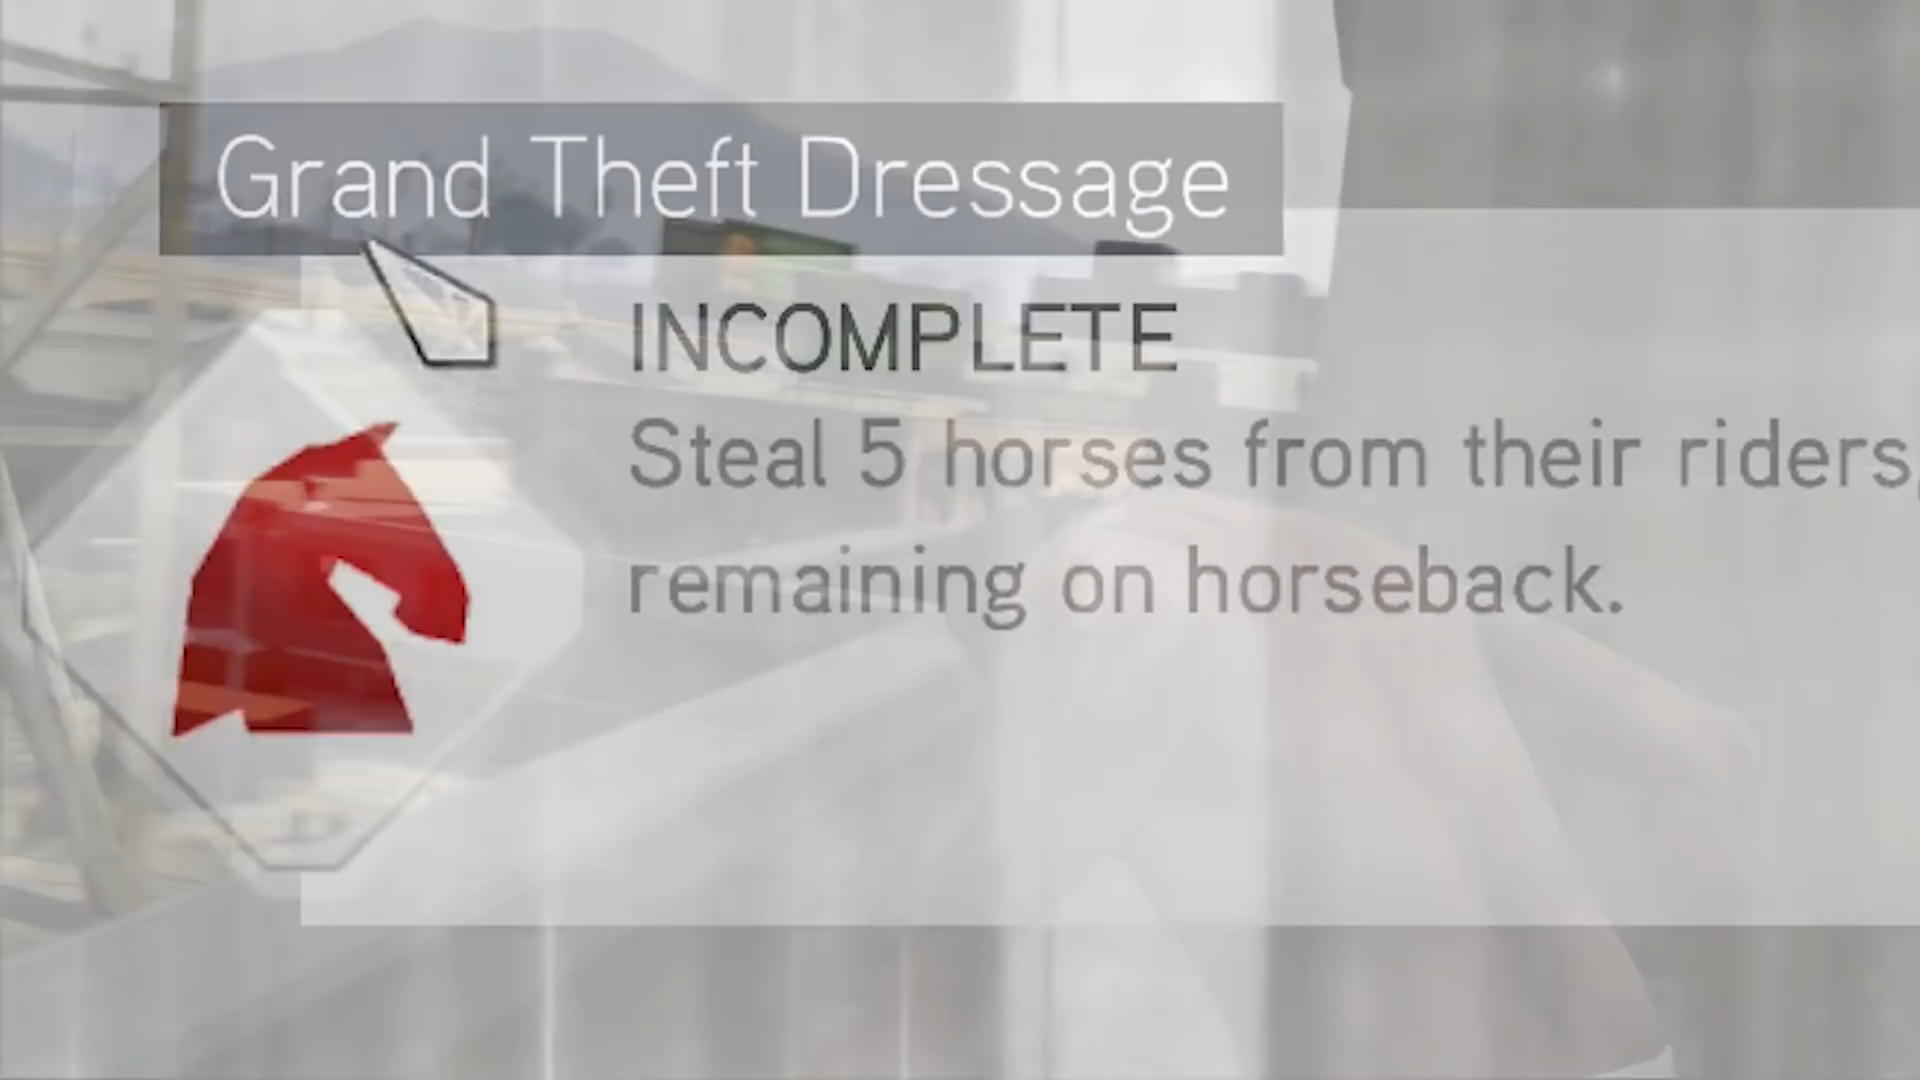 Grand Theft Dressage
INCOMPLETE
Steal 5 horses from their riders,
remaining on horseback.